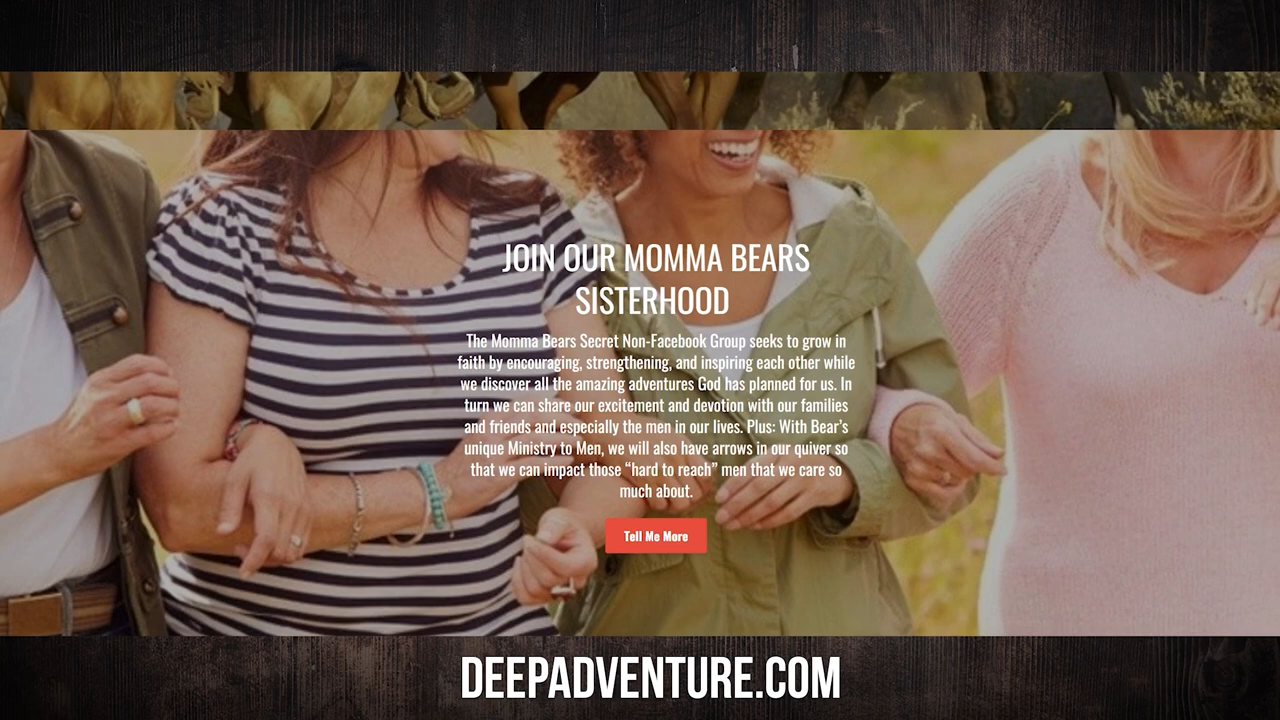 JOIN OUR MOMMA BEARS
SISTERHOOD
The Momma Bears Secret Non-Facebook Group seeks to grow in
faith by encouraging, strengthening, and inspiring each other while
we discover all the amazing adventures God has planned for us. In
turn we can share our excitement and devotion with our families
and friends and especially the men in our lives. Plus: With Bear’s
unique Ministry to Men, we will also have arrows in our quiver so
that we can impact those “hard to reach” men that we care so
much about.
Tell Me More
DEEPADVENTURE.COM